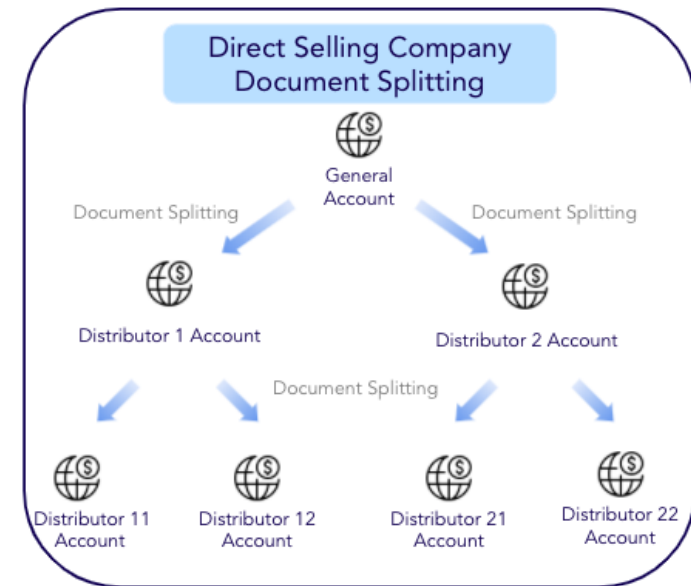 Direct Selling Company
Document Splitting
$
General
Account
Document Splitting
Document Splitting
$
$
Distributor 1 Account
Distributor 2 Account
Document Splitting
$
$
$
$
Distributor 11
Account
Distributor 12
Account
Distributor 21
Account
Distributor 22
Account